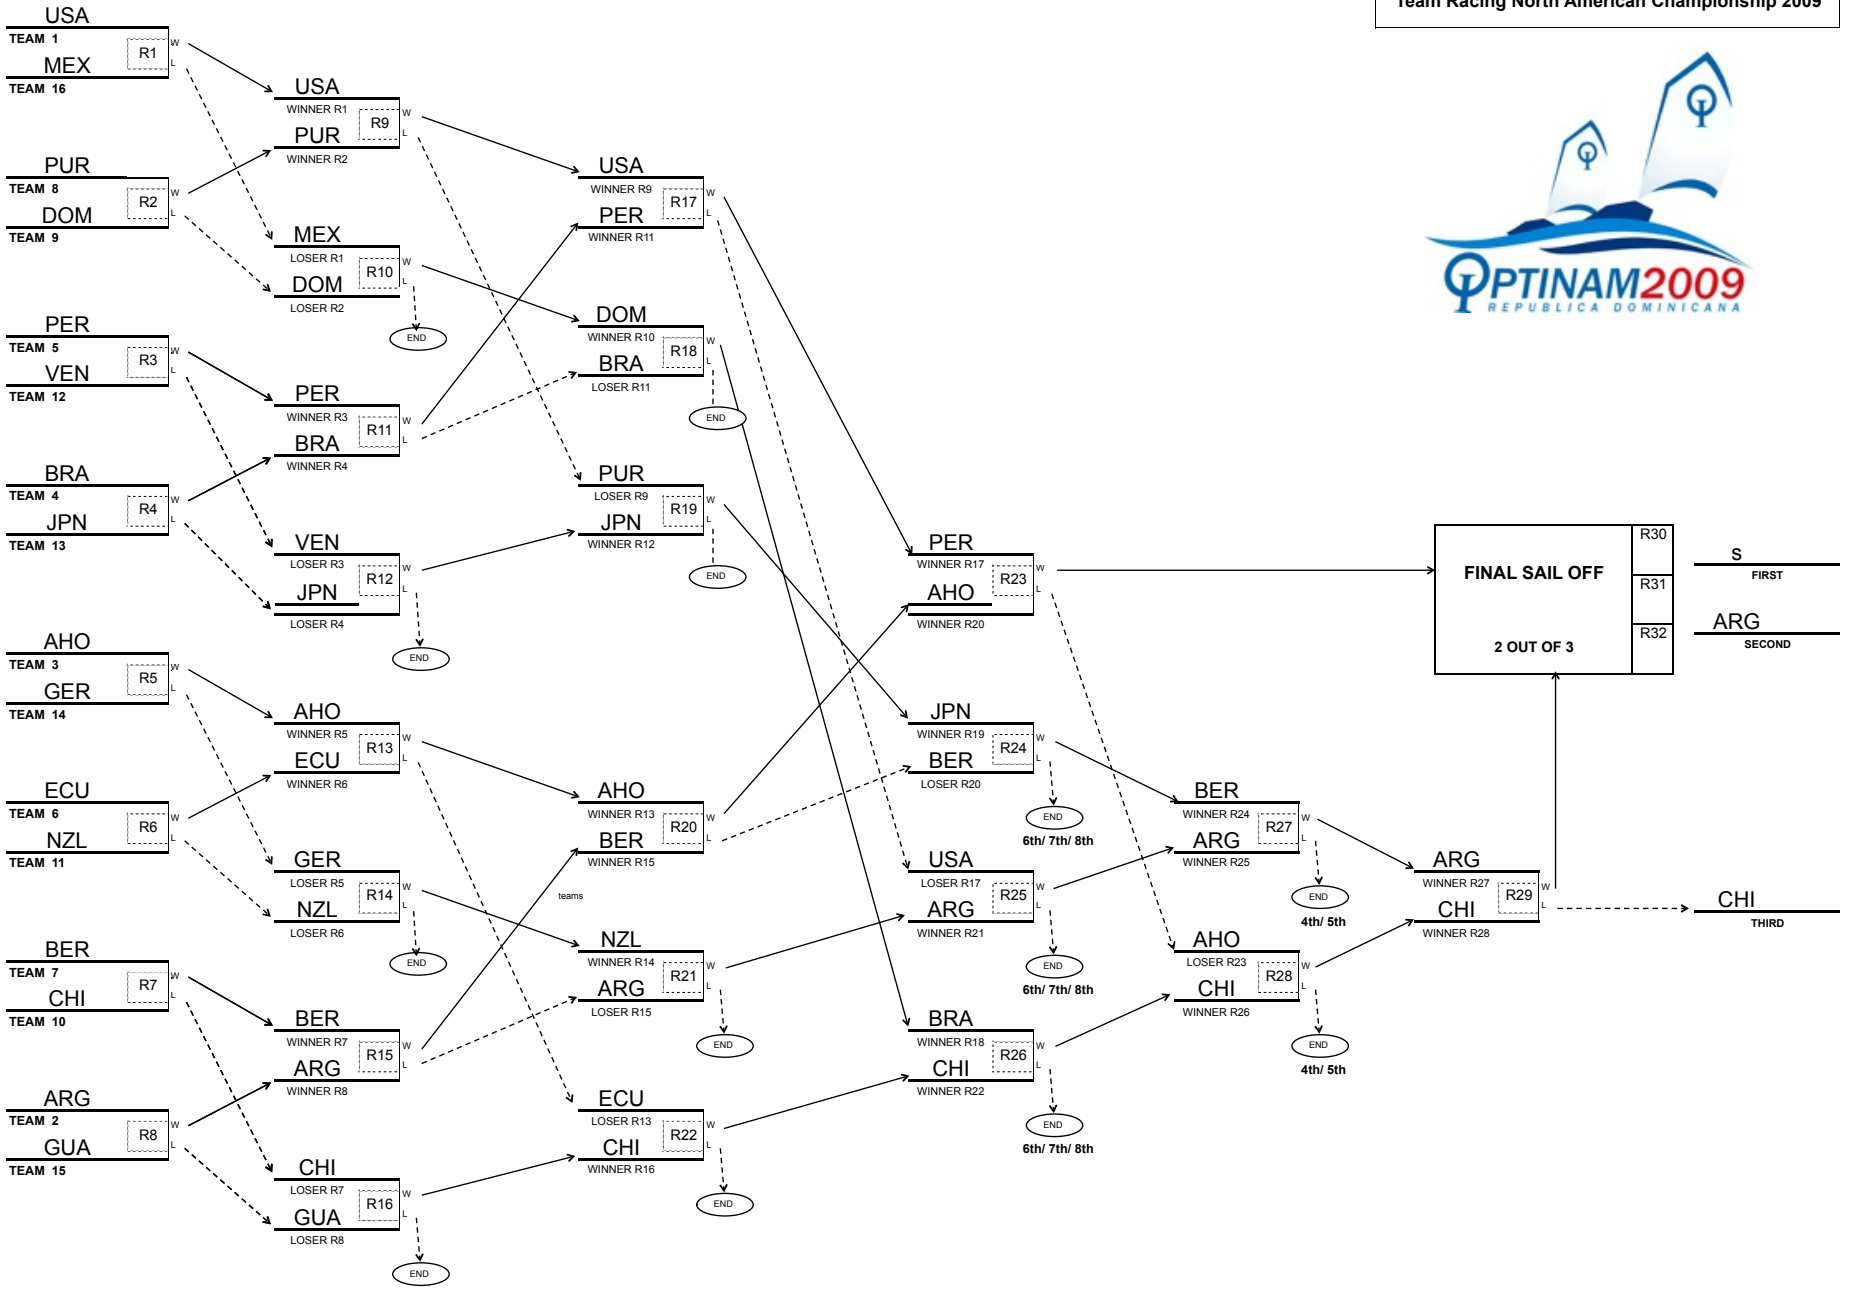 Team Racing North American Championship 2009
OPTINAM2009
REPUBLICA DOMINICANA
USA
TEAM 1
R1
W
L
MEX
TEAM 16
PUR
TEAM 8
R2
W
L
DOM
TEAM 9
PER
TEAM 5
R3
W
L
VEN
TEAM 12
BRA
TEAM 4
R4
W
L
JPN
TEAM 13
AHO
TEAM 3
R5
W
L
GER
TEAM 14
ECU
TEAM 6
R6
W
L
NZL
TEAM 11
BER
TEAM 7
R7
W
L
CHI
TEAM 10
ARG
TEAM 2
R8
W
L
GUA
TEAM 15
USA
WINNER R1
R9
W
L
PUR
WINNER R2
MEX
LOSER R1
R10
W
L
DOM
LOSER R2
END
PER
WINNER R3
R11
W
L
BRA
WINNER R4
VEN
LOSER R3
R12
W
L
JPN
LOSER R4
END
AHO
WINNER R5
R13
W
L
ECU
WINNER R6
GER
LOSER R5
R14
W
L
NZL
LOSER R6
END
BER
WINNER R7
R15
W
L
ARG
WINNER R8
CHI
LOSER R7
R16
W
L
GUA
LOSER R8
END
USA
WINNER R9
R17
W
L
PER
WINNER R11
DOM
WINNER R10
R18
W
L
BRA
LOSER R11
END
PUR
LOSER R9
R19
W
L
JPN
WINNER R12
END
AHO
WINNER R13
R20
W
L
BER
WINNER R15
teams
NZL
WINNER R14
R21
W
L
ARG
LOSER R15
END
ECU
LOSER R13
R22
W
L
CHI
WINNER R16
END
PER
WINNER R17
R23
W
L
AHO
WINNER R20
JPN
WINNER R19
R24
W
L
BER
LOSER R20
END
6th/ 7th/ 8th
USA
LOSER R17
R25
W
L
ARG
WINNER R21
END
6th/ 7th/ 8th
BRA
WINNER R18
R26
W
L
CHI
WINNER R22
END
6th/ 7th/ 8th
BER
WINNER R24
R27
W
L
ARG
WINNER R25
END
4th/ 5th
AHO
LOSER R23
R28
W
L
CHI
WINNER R26
END
4th/ 5th
ARG
WINNER R27
R29
W
L
CHI
WINNER R28
FINAL SAIL OFF
2 OUT OF 3
R30
R31
R32
S
FIRST
ARG
SECOND
CHI
THIRD